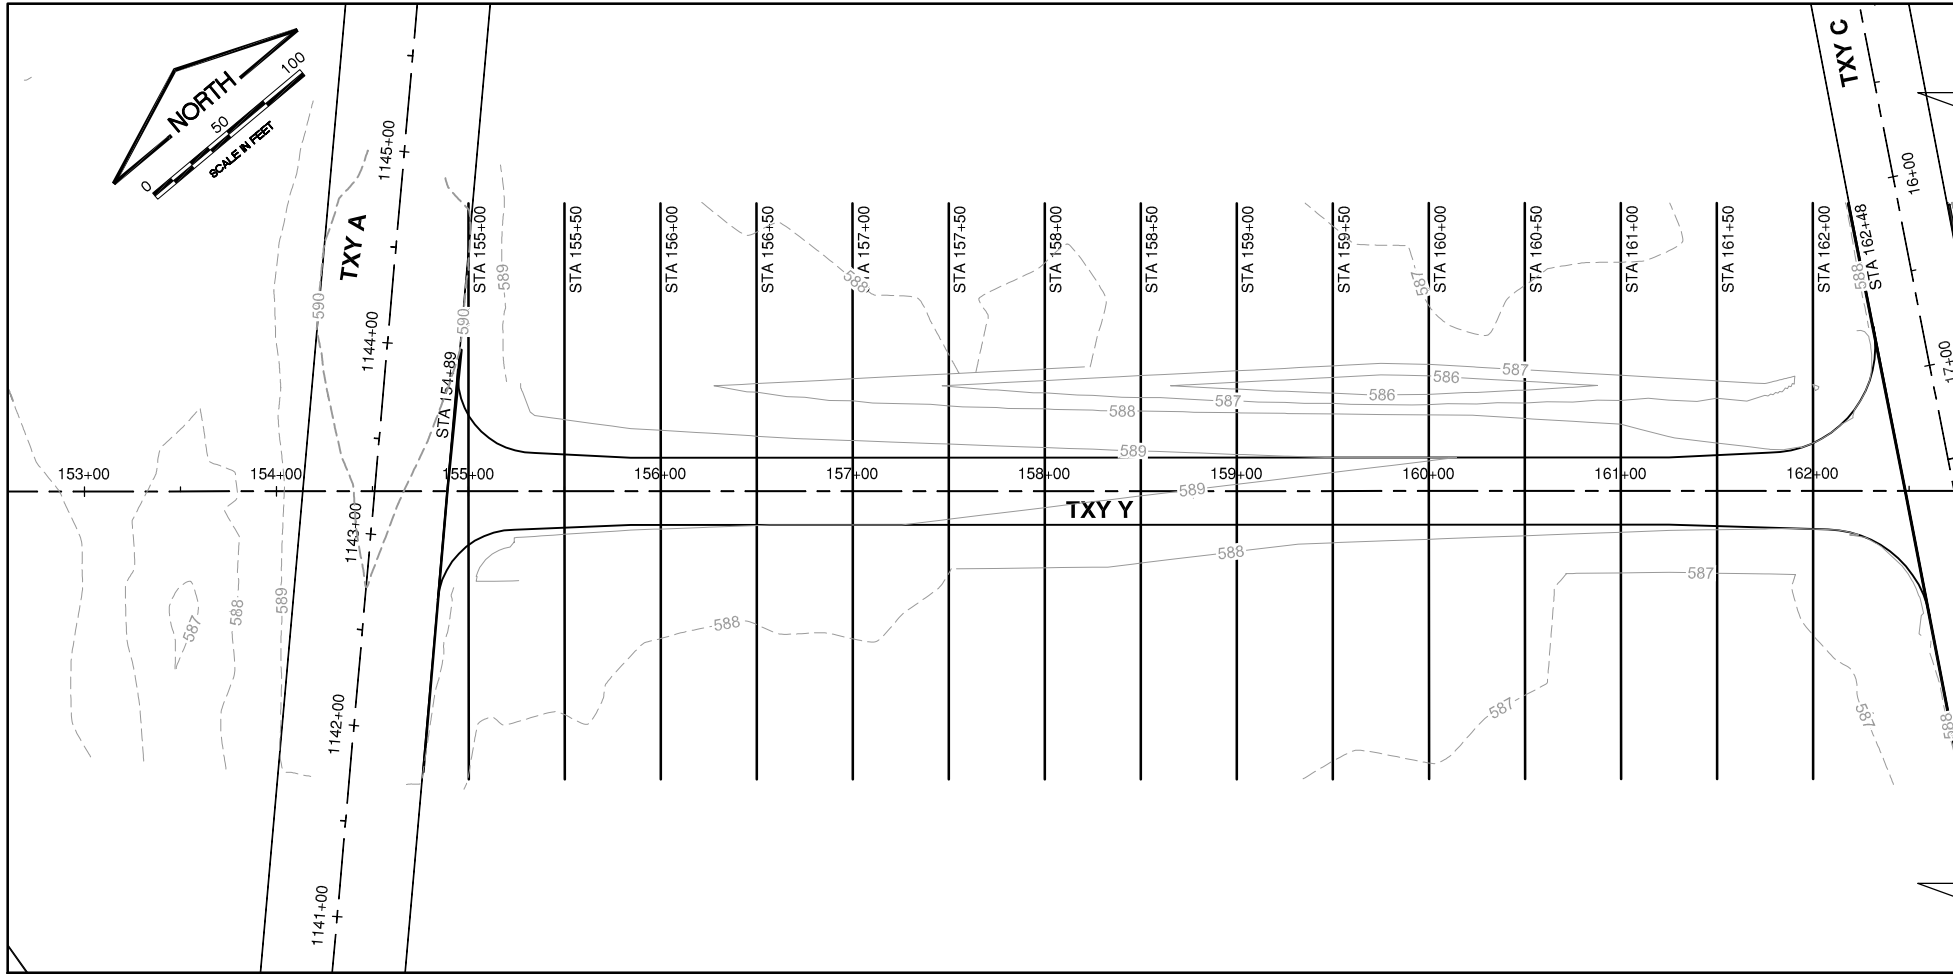 NORTH
0
50
100
SCALE IN FEET
TXY A
1145+00
1144+00
1143+00
1142+00
1141+00
TXY C
16+00
17+00
STA 154+89
STA 155+00
STA 155+50
STA 156+00
STA 156+50
STA 157+00
STA 157+50
STA 158+00
STA 158+50
STA 159+00
STA 159+50
STA 160+00
STA 160+50
STA 161+00
STA 161+50
STA 162+00
STA 162+48
590
590
589
588
587
588
587
586
586
587
588
589
153+00
154+00
155+00
156+00
157+00
158+00
159+00
160+00
161+00
162+00
589
TXY Y
588
587
589
588
587
588
587
587
588